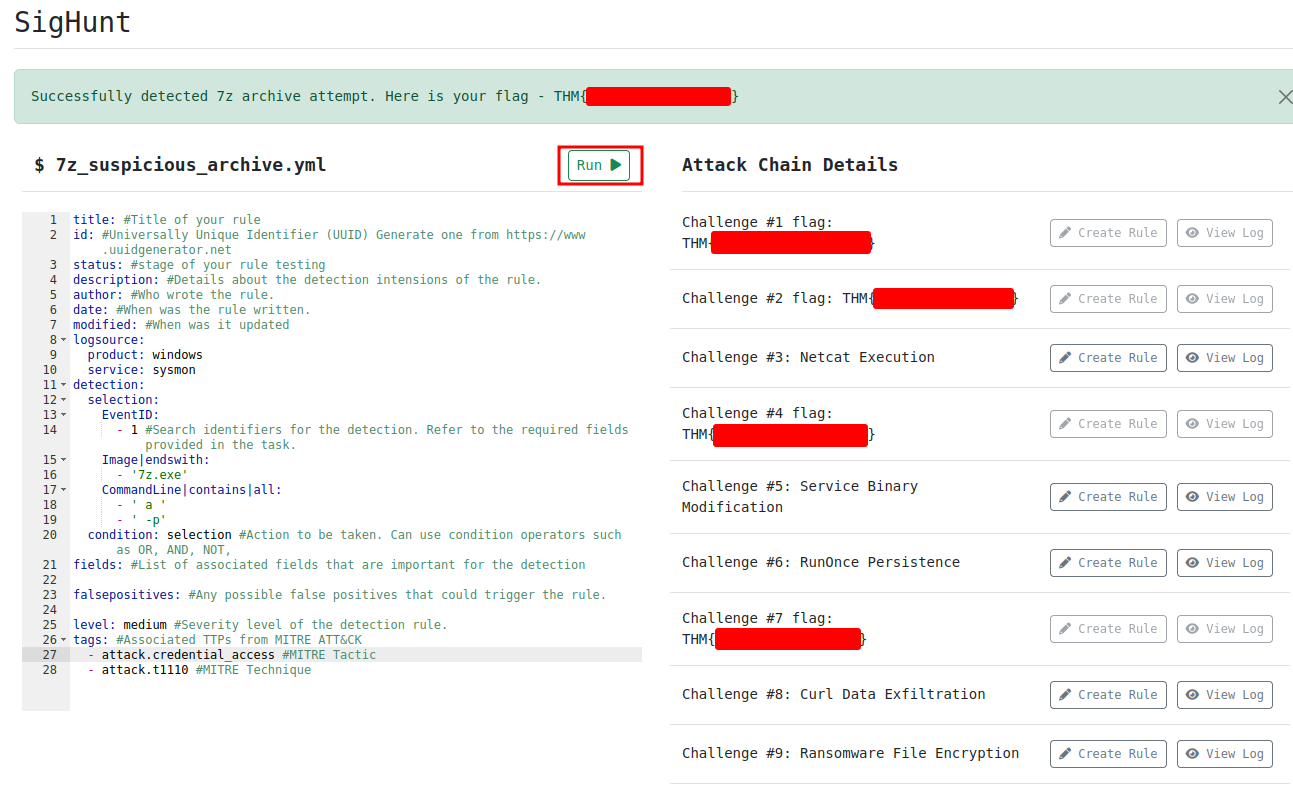 SigHunt
Successfully detected 7z archive attempt. Here is your flag - THM{ }
$ 7z_suspicious_archive.yml
Run
1 title: #Title of your rule
2 id: #Universally Unique Identifier (UUID) Generate one from https://www
.uuidgenerator.net
3 status: #stage of your rule testing
4 description: #Details about the detection intensions of the rule.
5 author: #Who wrote the rule.
6 date: #When was the rule written.
7 modified: #When was it updated
8 logsource:
9 product: windows
10 service: sysmon
11 detection:
12 selection:
13 EventID:
14 - 1 #Search identifiers for the detection. Refer to the required fields
provided in the task.
15 Image|endswith:
16 - '7z.exe'
17 CommandLine|contains|all:
18 - ' a '
19 - ' -p'
20 condition: selection #Action to be taken. Can use condition operators such
as OR, AND, NOT,
21 fields: #List of associated fields that are important for the detection
22
23 falsepositives: #Any possible false positives that could trigger the rule.
24
25 level: medium #Severity level of the detection rule.
26 tags: #Associated TTPs from MITRE ATT&CK
27 - attack.credential_access #MITRE Tactic
28 - attack.t1110 #MITRE Technique
Attack Chain Details
Challenge #1 flag:
THM{ }
Create Rule View Log
Challenge #2 flag: THM{ }
Create Rule View Log
Challenge #3: Netcat Execution
Create Rule View Log
Challenge #4 flag:
THM{ }
Create Rule View Log
Challenge #5: Service Binary
Modification
Create Rule View Log
Challenge #6: RunOnce Persistence
Create Rule View Log
Challenge #7 flag:
THM{ }
Create Rule View Log
Challenge #8: Curl Data Exfiltration
Create Rule View Log
Challenge #9: Ransomware File Encryption
Create Rule View Log